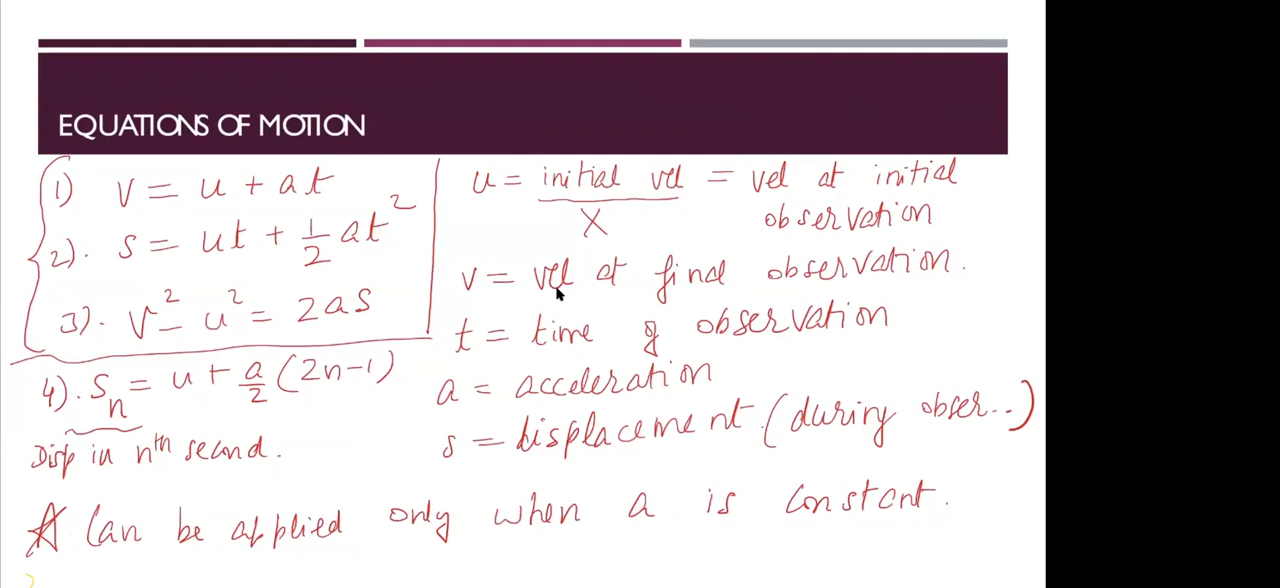 EQUATIONS OF MOTION
1) v = u + at
2). s = ut + 1/2 at²
3). v² - u² = 2as
4). Sn = u + a/2 (2n-1)
Disp in nth second.
u = initial vel = vel at initial
X
observation
v = vel at final observation.
t = time of observation
a = acceleration
s = displacement (during obser...)
Can be applied only when a is constant.